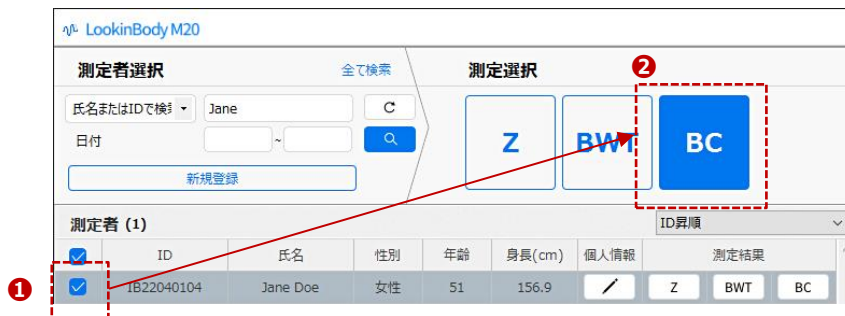 LookinBody M20
測定者選択
全て検索
測定選択
❷
氏名またはIDで検
Jane
日付
~
新規登録
Z
BWT
BC
測定者 (1)
ID昇順
ID
氏名
性別
年齢
身長(cm)
個人情報
測定結果
❶
IB22040104
Jane Doe
女性
51
156.9
Z
BWT
BC